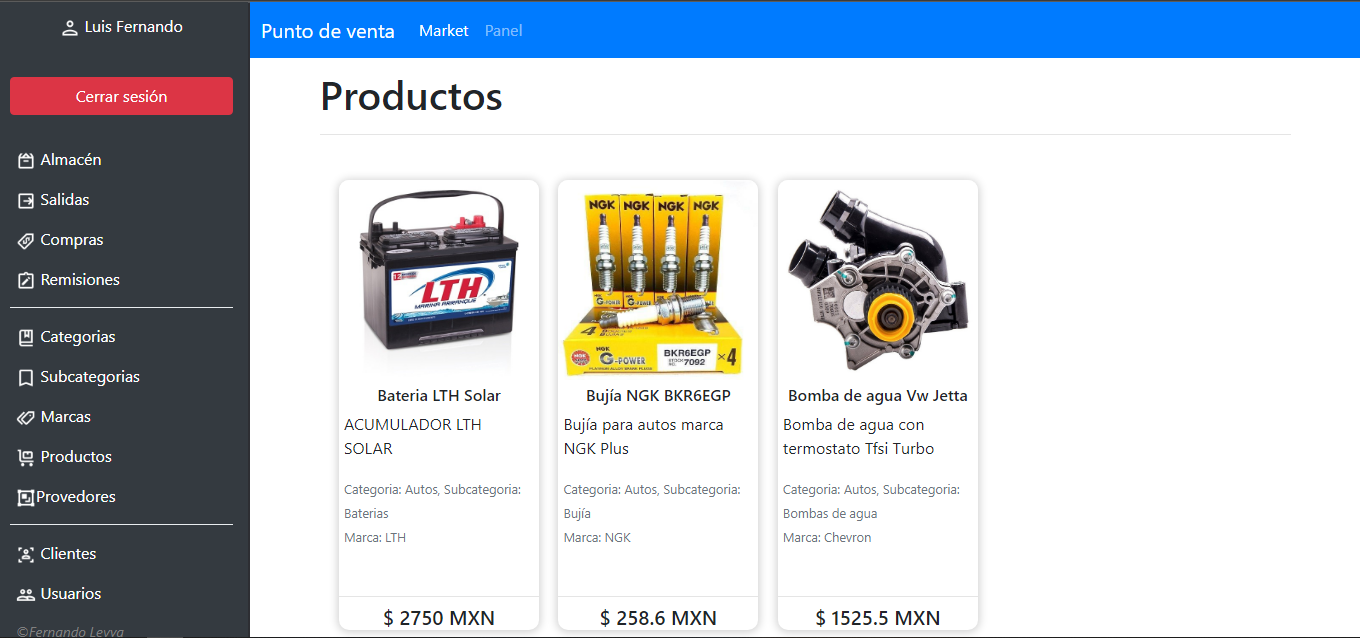 Luis Fernando
Cerrar sesión
Almacén
Salidas
Compras
Remisiones
Categorias
Subcategorias
Marcas
Productos
Provedores
Clientes
Usuarios
©Fernando Leyva
Punto de venta Market Panel
Productos
LTH
NGK NGK NGK NGK
G-POWER
4
NGK G-POWER
BKR6EGP
7092
×4
Bateria LTH Solar
ACUMULADOR LTH
SOLAR
Categoria: Autos, Subcategoria:
Baterias
Marca: LTH
$ 2750 MXN
Bujía NGK BKR6EGP
Bujía para autos marca
NGK Plus
Categoria: Autos, Subcategoria:
Bujía
Marca: NGK
$ 258.6 MXN
Bomba de agua Vw Jetta
Bomba de agua con
termostato Tfsi Turbo
Categoria: Autos, Subcategoria:
Bombas de agua
Marca: Chevron
$ 1525.5 MXN